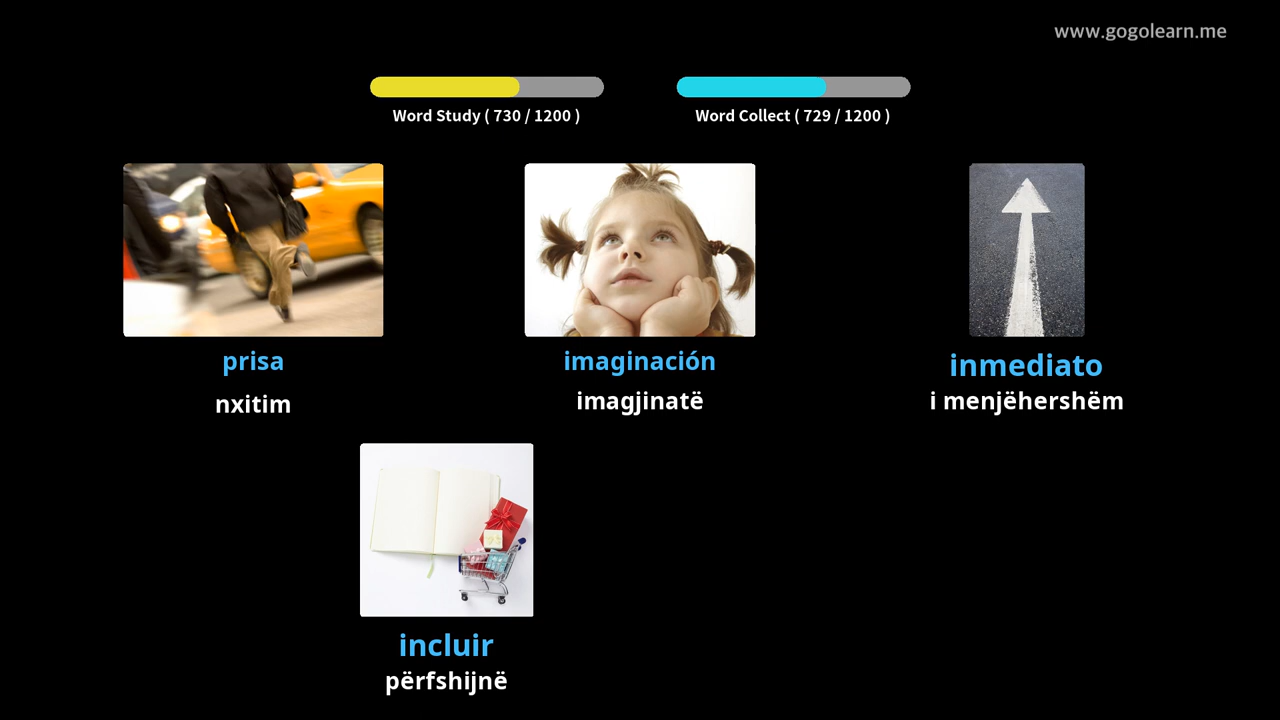 www.gogolearn.me
Word Study ( 730 / 1200 )
Word Collect ( 729 / 1200 )
prisa
nxitim
imaginación
imagjinatë
inmediato
i menjëhershëm
incluir
përfshijnë